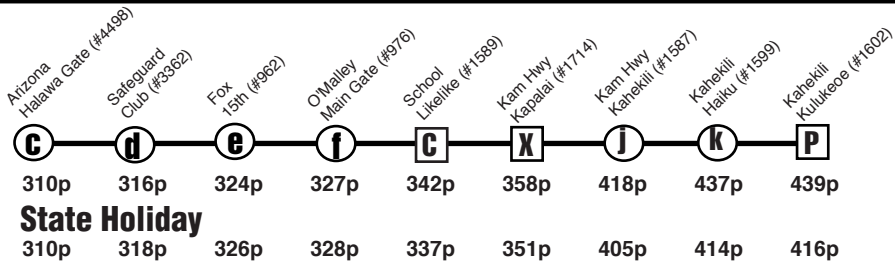 Arizona
Halawa Gate (#4498)
Safeguard
Club (#3362)
Fox
15th (#962)
O'Malley
Main Gate (#976)
School
Likelike (#1589)
Kam Hwy
Kapalai (#1714)
Kam Hwy
Kahekili (#1587)
Kahekili
Haiku (#1599)
Kahekili
Kulukeoe (#1602)
c d e f C X j k P
310p 316p 324p 327p 342p 358p 418p 437p 439p
State Holiday
310p 318p 326p 328p 337p 351p 405p 414p 416p